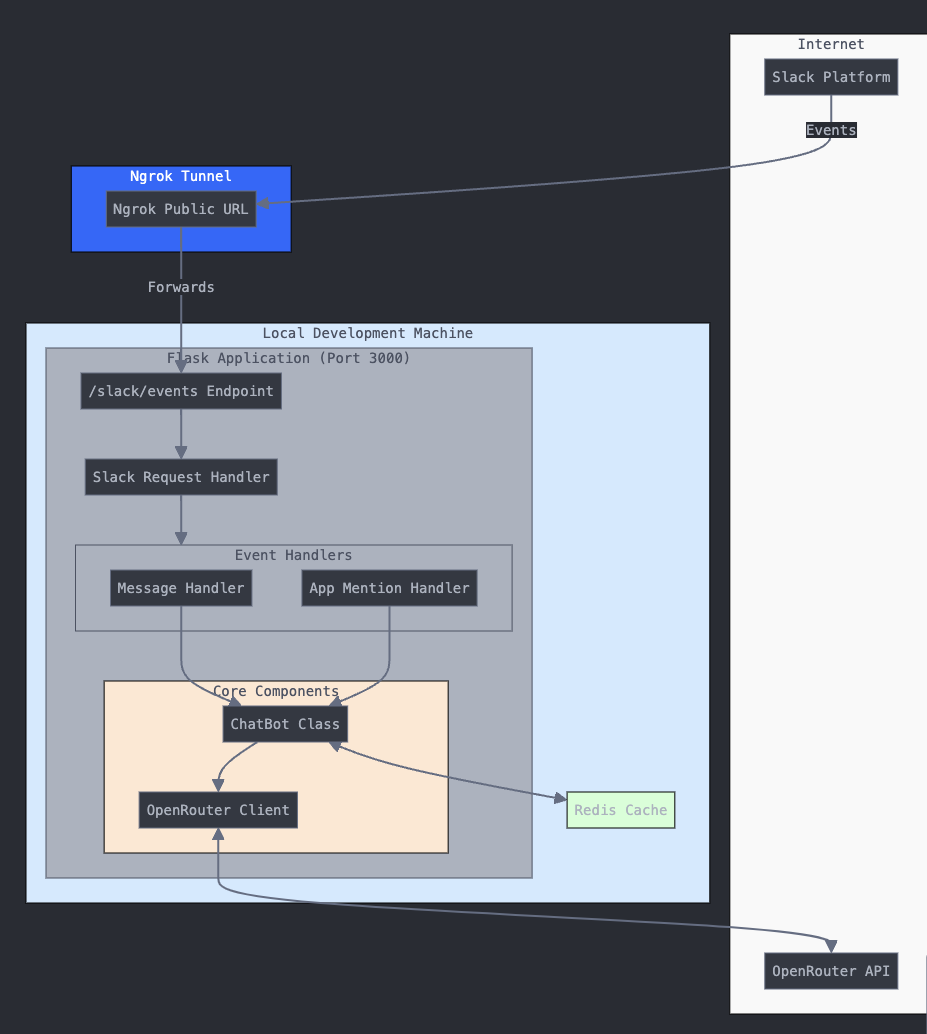 Internet
Slack Platform
Events
Ngrok Tunnel
Ngrok Public URL
Forwards
Local Development Machine
Flask Application (Port 3000)
/slack/events Endpoint
Slack Request Handler
Event Handlers
Message Handler
App Mention Handler
Core Components
ChatBot Class
OpenRouter Client
Redis Cache
OpenRouter API